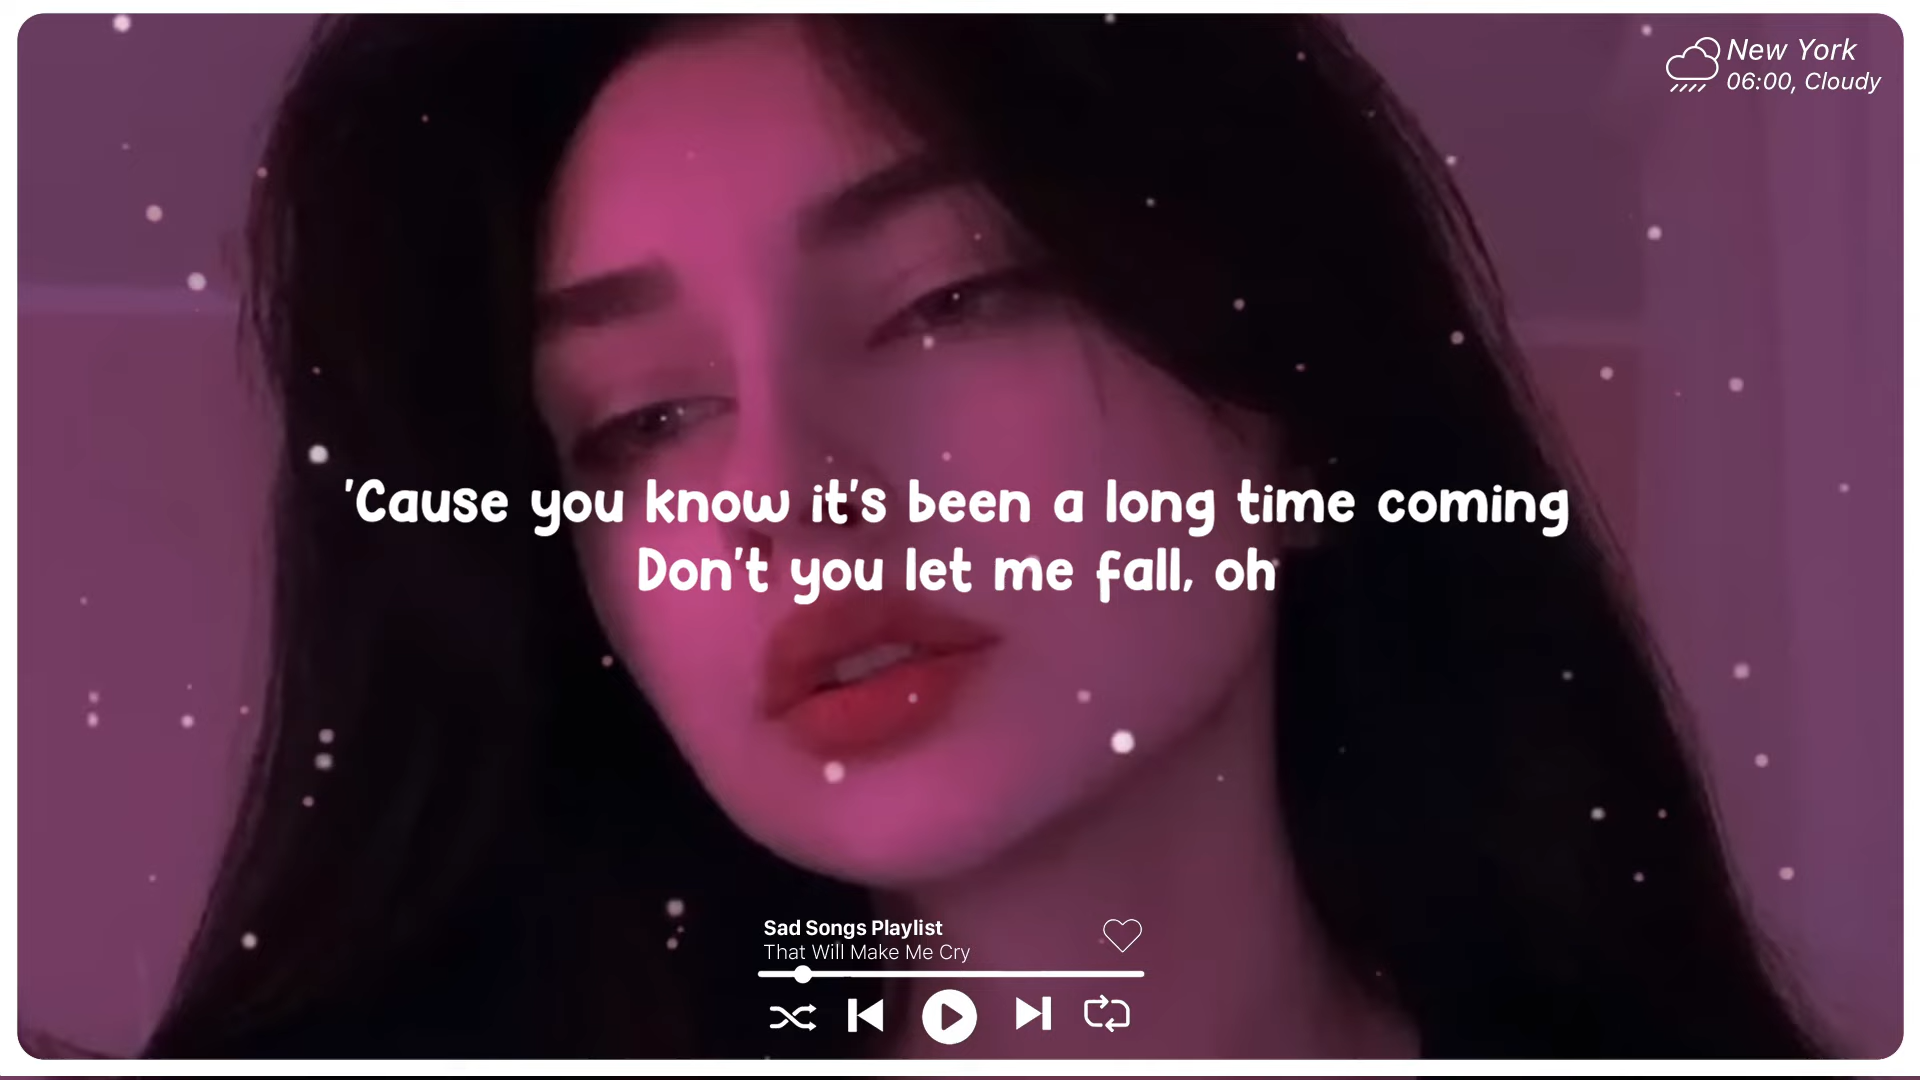 New York
06:00, Cloudy
'Cause you know it's been a long time coming
Don't you let me fall, oh
Sad Songs Playlist
That Will Make Me Cry